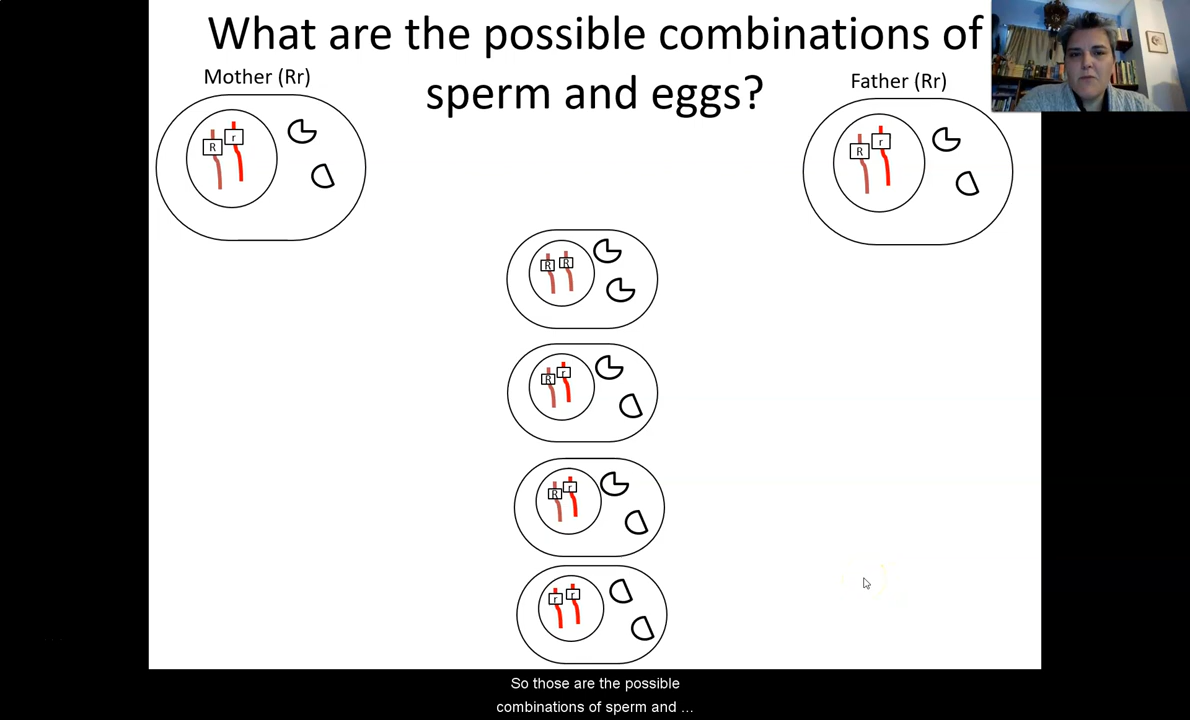 What are the possible combinations of
sperm and eggs?
Mother (Rr)
Father (Rr)
R r
R r
R R
R r
R r
r r
So those are the possible
combinations of sperm and ...